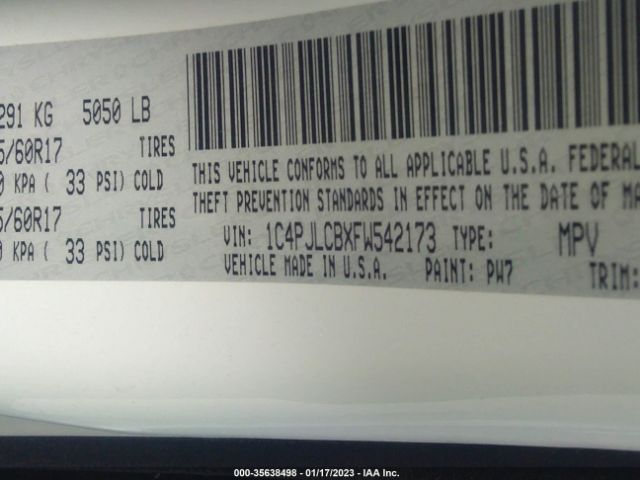 291 KG 5050 LB
/60R17 TIRES
KPA ( 33 PSI) COLD
/60R17 TIRES
KPA ( 33 PSI) COLD
THIS VEHICLE CONFORMS TO ALL APPLICABLE U.S.A. FEDERAL
THEFT PREVENTION STANDARDS IN EFFECT ON THE DATE OF MA
VIN: 1C4PJLCBXFW542173 TYPE: MPV
VEHICLE MADE IN U.S.A. PAINT: PW7 TRIM:
000-35638498 - 01/17/2023 - IAA Inc.